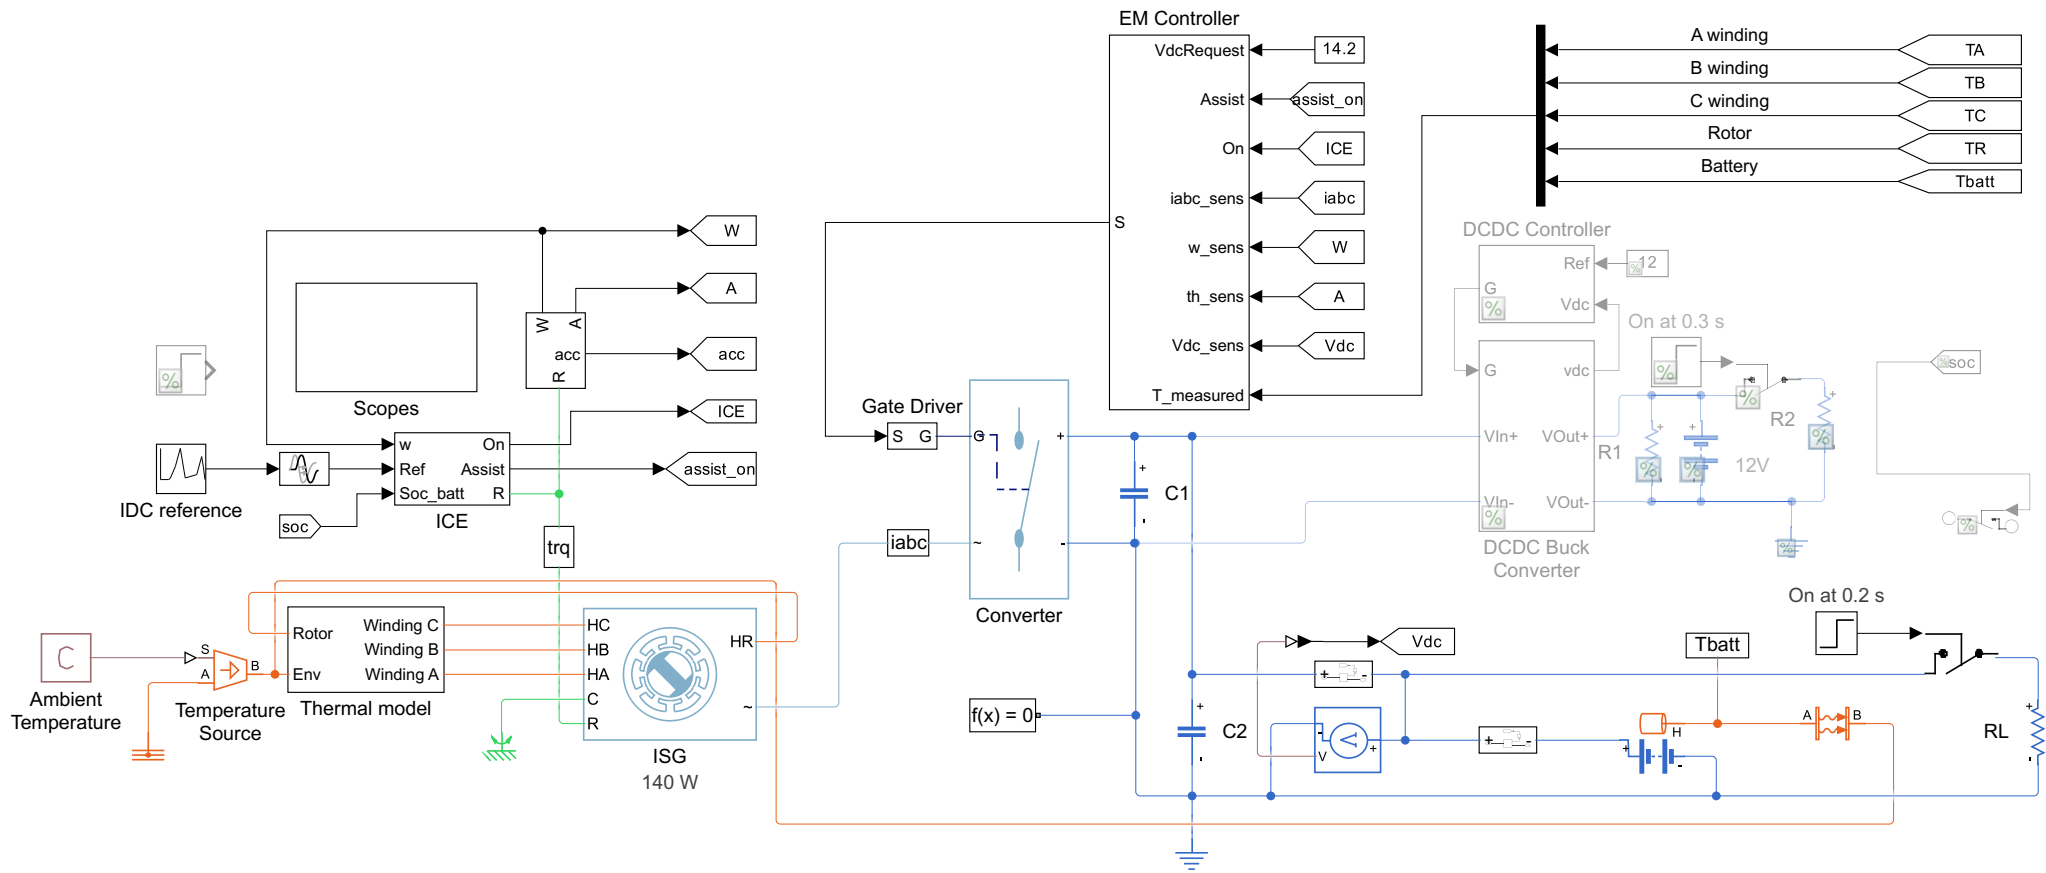 EM Controller
VdcRequest
14.2
Assist
assist_on
On
ICE
iabc_sens
iabc
w_sens
W
th_sens
A
Vdc_sens
Vdc
T_measured
S
A winding
TA
B winding
TB
C winding
TC
Rotor
TR
Battery
Tbatt
W
A
acc
ICE
assist_on
W
A
acc
R
Scopes
IDC reference
w
Ref
Soc_batt
On
Assist
R
ICE
soc
trq
Gate Driver
S
G
iabc
G
~
+
-
Converter
+
C1
-
DCDC Controller
Ref
12
G
Vdc
On at 0.3 s
G
vdc
VIn+
VOut+
VIn-
VOut-
DCDC Buck
Converter
%
R1
+
+
12V
R2
+
soc
C
Ambient
Temperature
S
A
B
Temperature
Source
Rotor
Env
Winding C
Winding B
Winding A
Thermal model
HC
HB
HA
C
R
HR
~
ISG
140 W
f(x) = 0
+
C2
-
Vdc
+
-
-
V
V
+
+
-
Tbatt
H
+
-
A
B
On at 0.2 s
+
RL
-